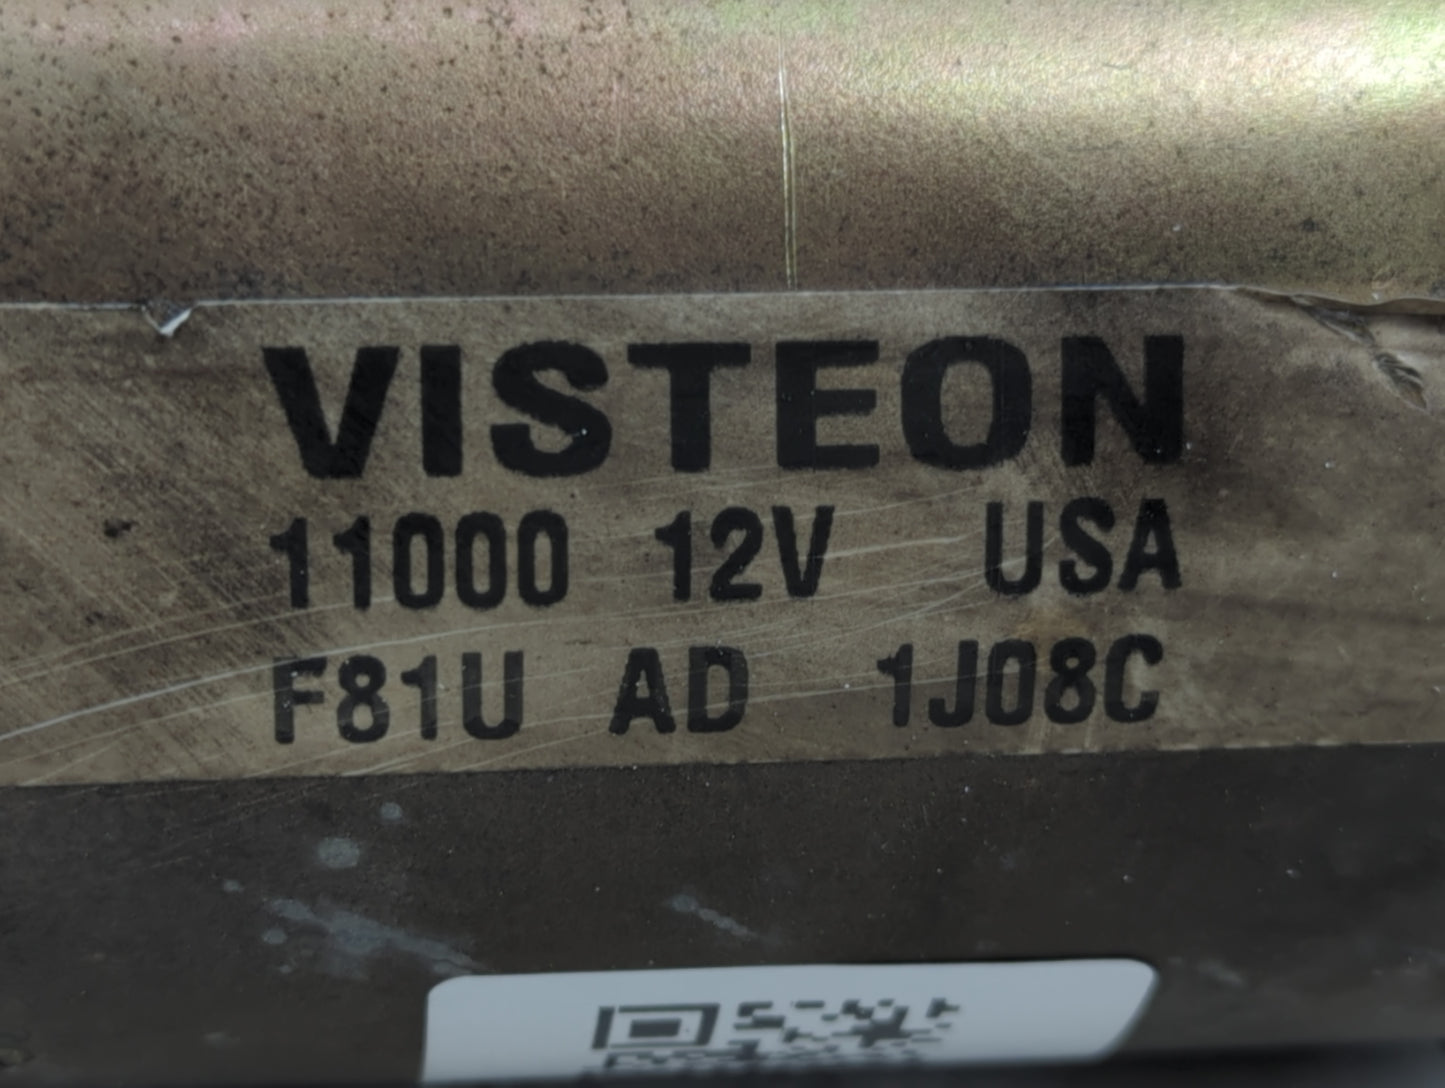 VISTEON
11000 12V USA
F81U AD 1J08C